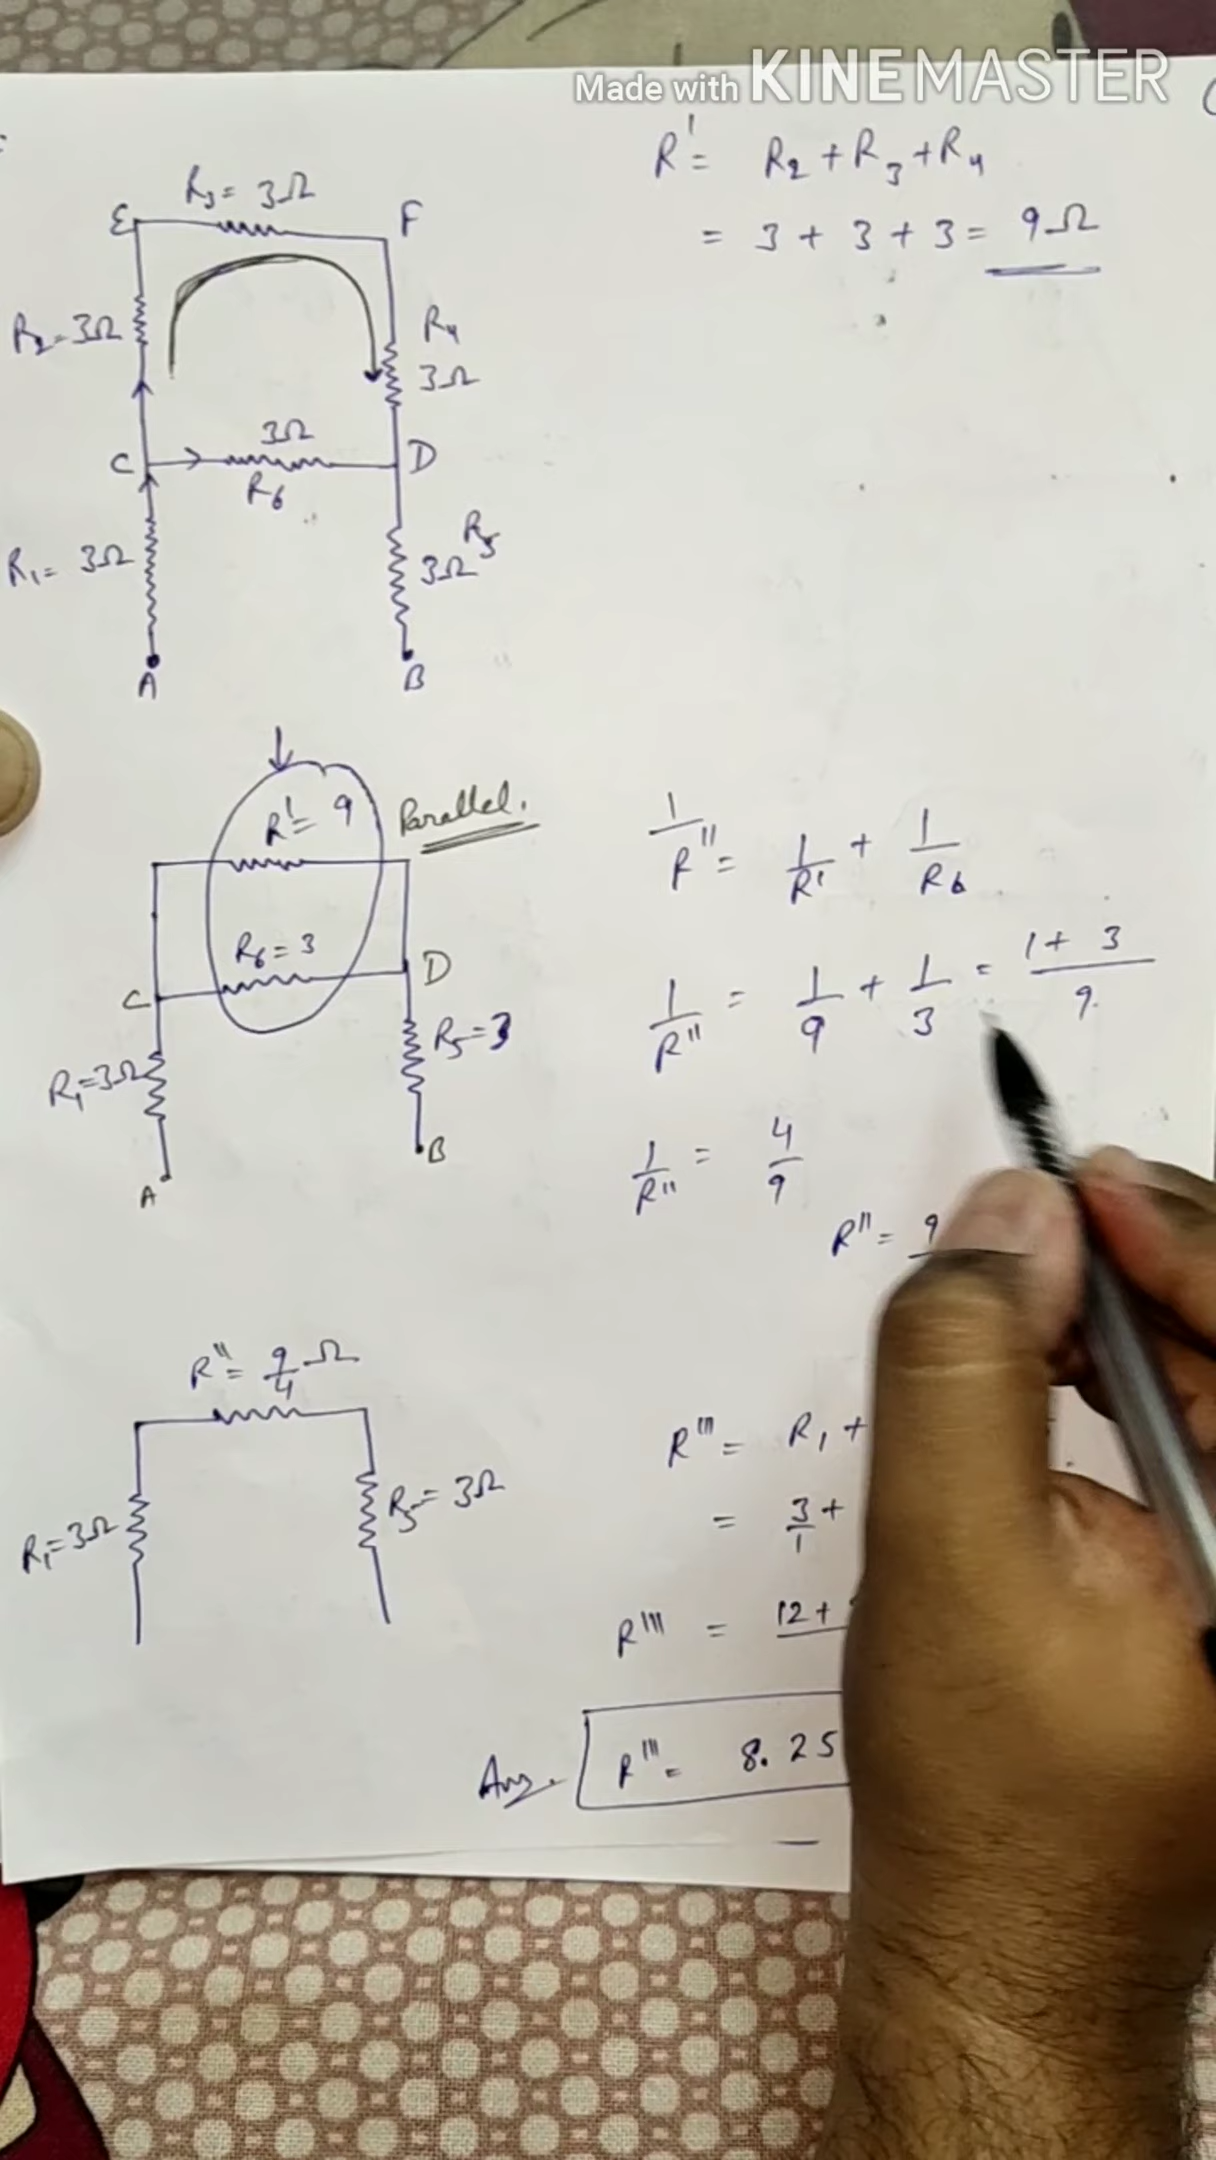 Made with KINEMASTER
R' = R2 + R3 + R4
= 3 + 3 + 3 = 9Ω
R3 = 3Ω
E
F
R2 = 3Ω
R4
3Ω
3Ω
C
D
R6
R1 = 3Ω
R5
3Ω
A
B
R' = 9
Parallel.
R6 = 3
C
D
R1 = 3Ω
R5 = 3
A
B
1/R'' = 1/R' + 1/R6
1/R'' = 1/9 + 1/3 = 1 + 3/9
1/R'' = 4/9
R'' = 9
R'' = 9/4 Ω
R1 = 3Ω
R5 = 3Ω
R''' = R1 +
= 3/1 +
R''' = 12 +
Ans. R''' = 8.25